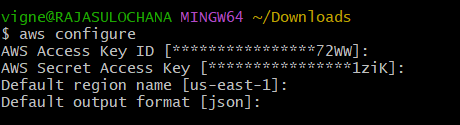 vigne@RAJASULOCHANA MINGW64 ~/Downloads
$ aws configure
AWS Access Key ID [****************72WW]:
AWS Secret Access Key [****************1ziK]:
Default region name [us-east-1]:
Default output format [json]: